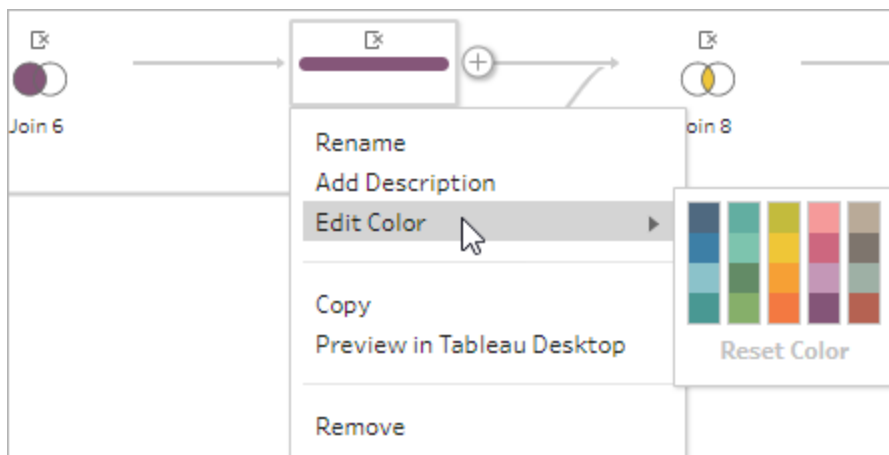 Join 6
oin 8
Rename
Add Description
Edit Color
Copy
Preview in Tableau Desktop
Reset Color
Remove